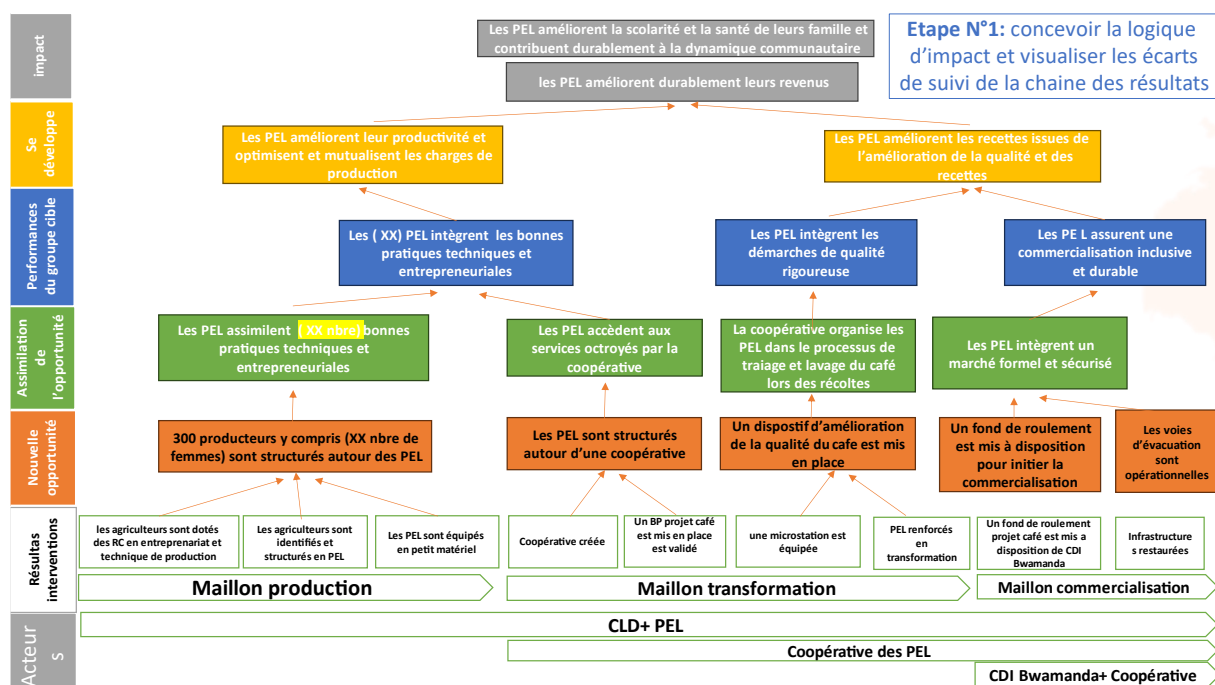 impact
Les PEL améliorent la scolarité et la santé de leurs famille et
contribuent durablement à la dynamique communautaire
les PEL améliorent durablement leurs revenus
Etape N°1: concevoir la logique
d'impact et visualiser les écarts
de suivi de la chaine des résultats
Se
développe
Les PEL améliorent leur productivité et
optimisent et mutualisent les charges de
production
Les PEL améliorent les recettes issues de
l'amélioration de la qualité et des
recettes
Performances
du groupe cible
Les ( XX) PEL intègrent les bonnes
pratiques techniques et
entrepreneuriales
Les PEL intègrent les
démarches de qualité
rigoureuse
Les PE L assurent une
commercialisation inclusive
et durable
Assimilation
de
l'opportunité
Les PEL assimilent ( XX nbre) bonnes
pratiques techniques et
entrepreneuriales
Les PEL accèdent aux
services octroyés par la
coopérative
La coopérative organise les
PEL dans le processus de
traiage et lavage du café
lors des récoltes
Les PEL intègrent un
marché formel et sécurisé
Nouvelle
opportunité
300 producteurs y compris (XX nbre de
femmes) sont structurés autour des PEL
Les PEL sont structurés
autour d'une coopérative
Un dispositif d'amélioration
de la qualité du cafe est mis
en place
Un fond de roulement
est mis à disposition
pour initier la
commercialisation
Les voies
d'évacuation
sont
opérationnelles
Résultas
interventions
les agriculteurs sont dotés
des RC en entreprenariat et
technique de production
Les agriculteurs sont
identifiés et
structurés en PEL
Les PEL sont équipés
en petit matériel
Coopérative créée
Un BP projet café
est mis en place
est validé
une microstation est
équipée
PEL renforcés
en
transformation
Un fond de roulement
projet café est mis a
disposition de CDI
Bwamanda
Infrastructure
s restaurées
Maillon production
Maillon transformation
Maillon commercialisation
Acteur
s
CLD+ PEL
Coopérative des PEL
CDI Bwamanda+ Coopérative